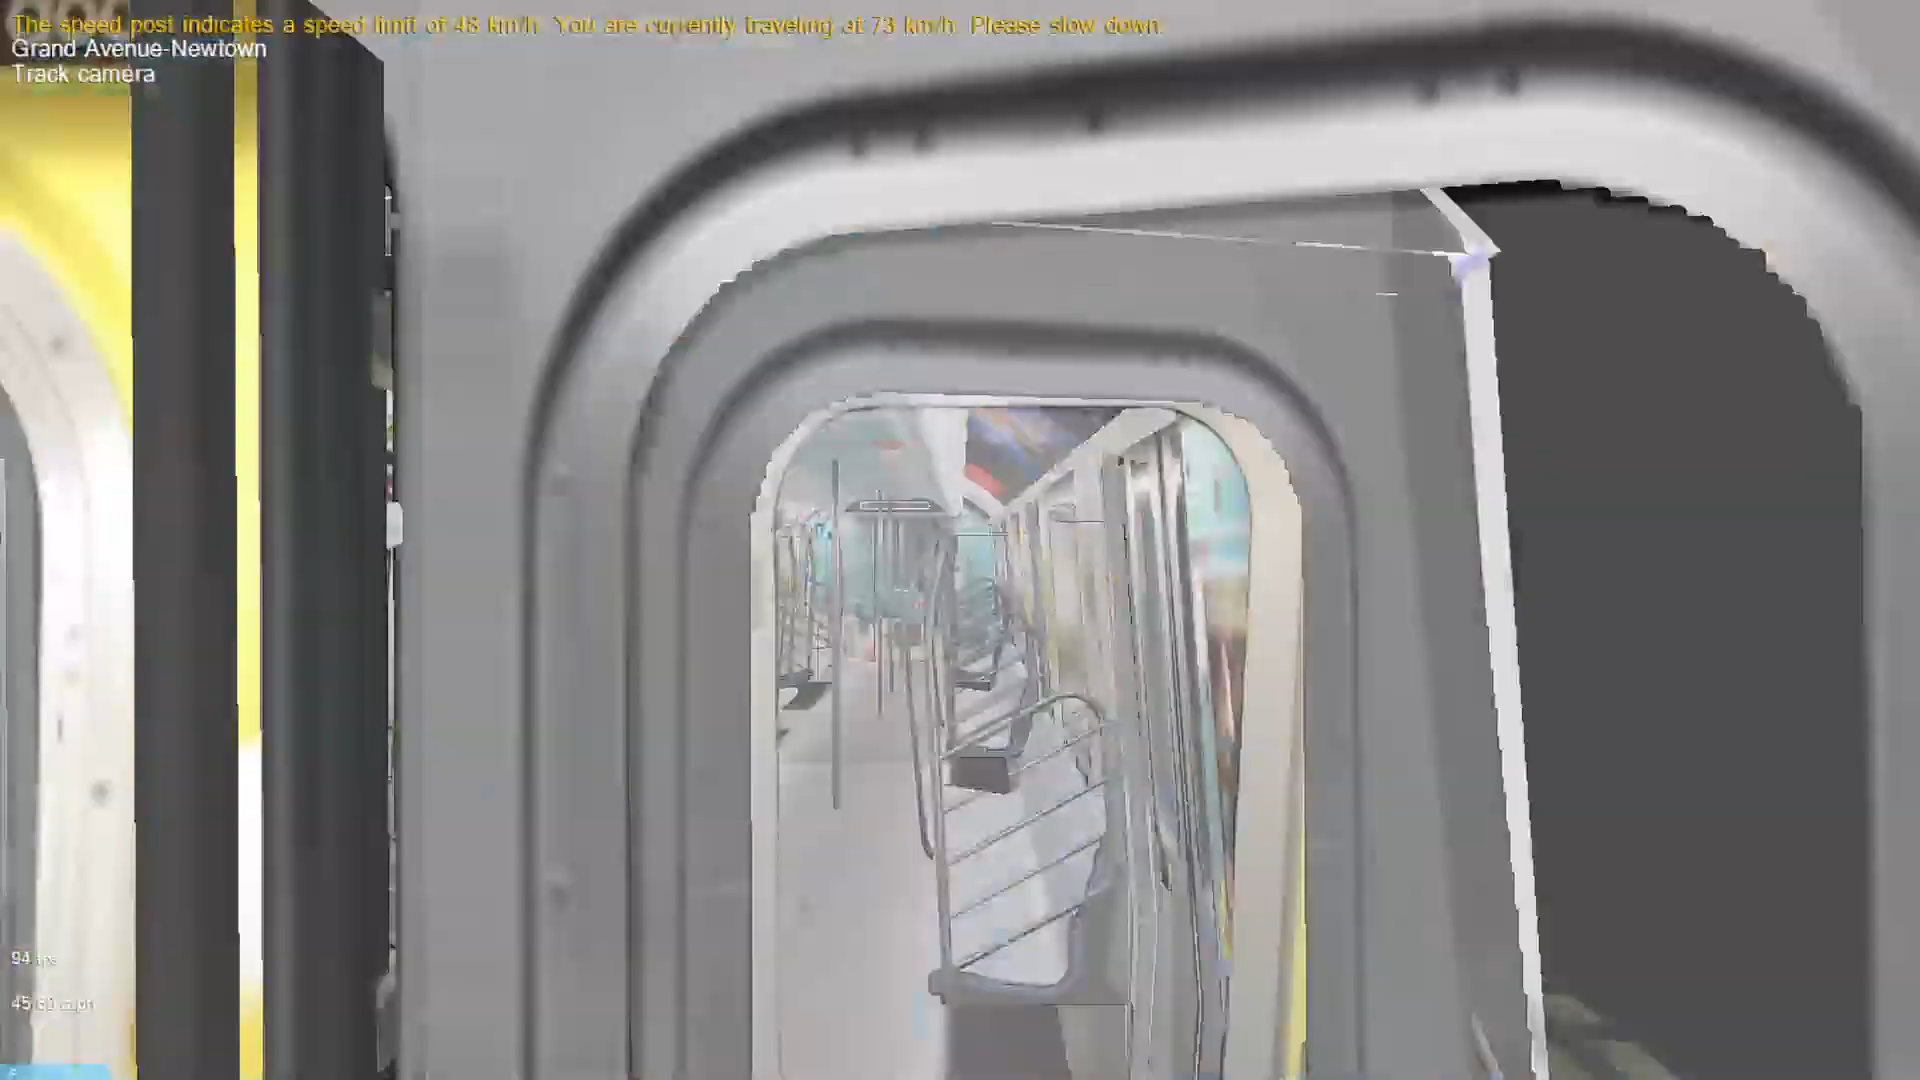 The speed post indicates a speed limit of 48 km/h. You are currently traveling at 73 km/h. Please slow down.
Grand Avenue-Newtown
Track camera
94 fps